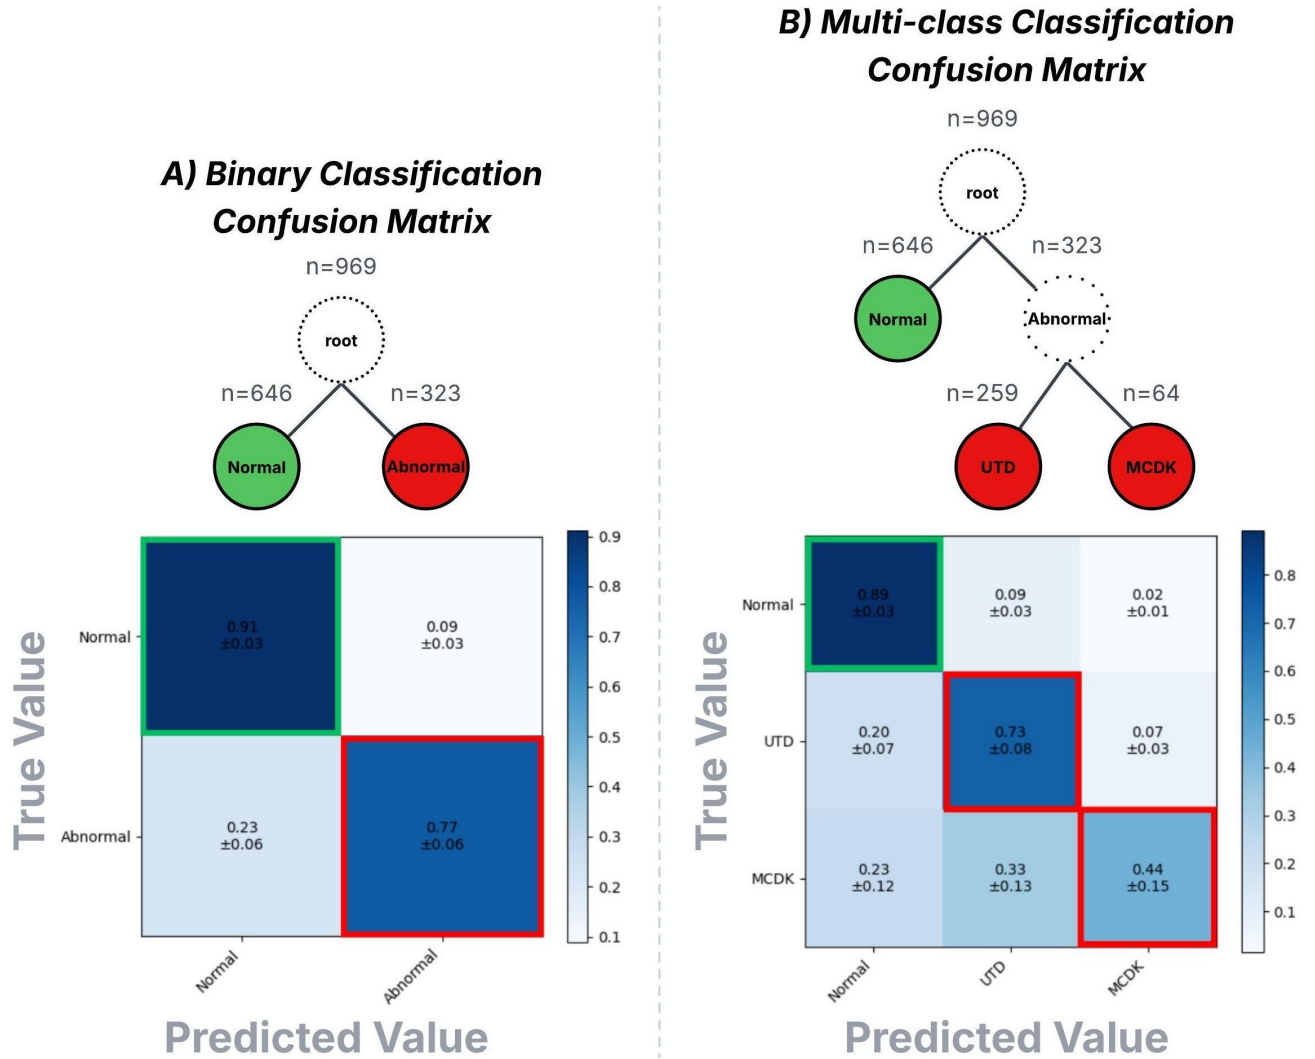 A) Binary Classification
Confusion Matrix
n=969
root
n=646
n=323
Normal
Abnormal
0.9
0.8
0.7
0.6
0.5
0.4
0.3
0.2
0.1
True Value
Normal
0.91
±0.03
0.09
±0.03
Abnormal
0.23
±0.06
0.77
±0.06
Normal
Abnormal
Predicted Value
B) Multi-class Classification
Confusion Matrix
n=969
root
n=646
n=323
Normal
Abnormal
n=259
n=64
UTD
MCDK
0.8
0.7
0.6
0.5
0.4
0.3
0.2
0.1
True Value
Normal
0.89
±0.03
0.09
±0.03
0.02
±0.01
UTD
0.20
±0.07
0.73
±0.08
0.07
±0.03
MCDK
0.23
±0.12
0.33
±0.13
0.44
±0.15
Normal
UTD
MCDK
Predicted Value